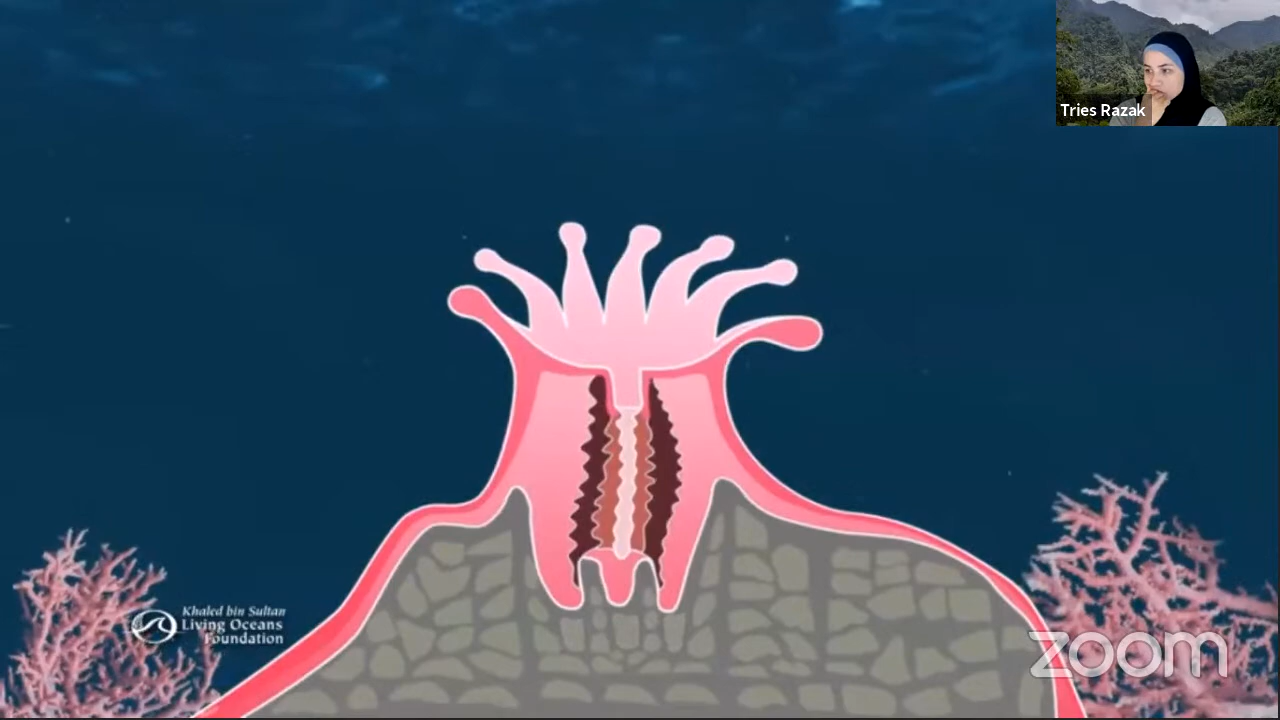 Tries Razak
Khaled bin Sultan
Living Oceans
Foundation
zoom